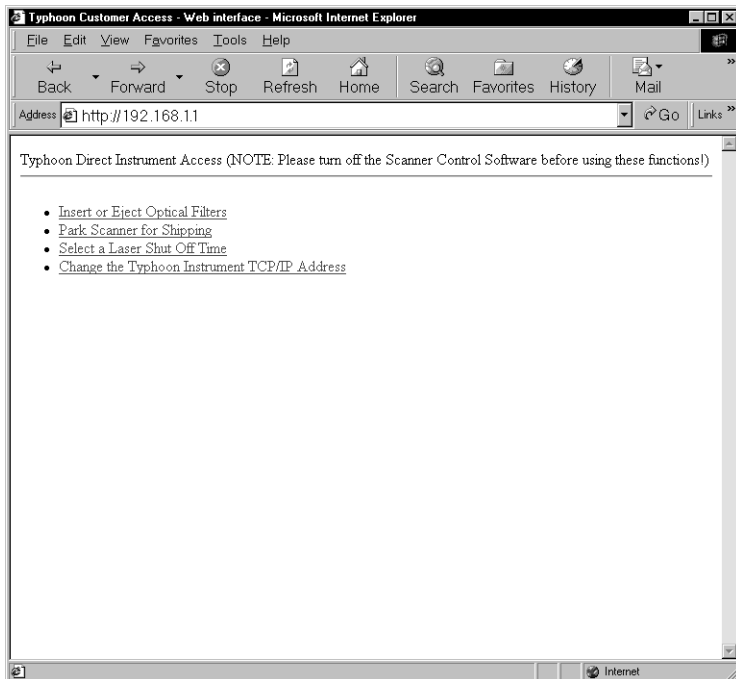 Typhoon Customer Access - Web interface - Microsoft Internet Explorer
File Edit View Favorites Tools Help
Back Forward Stop Refresh Home Search Favorites History Mail »
Address http://192.168.1.1 Go Links »
Typhoon Direct Instrument Access (NOTE: Please turn off the Scanner Control Software before using these functions!)
• Insert or Eject Optical Filters
• Park Scanner for Shipping
• Select a Laser Shut Off Time
• Change the Typhoon Instrument TCP/IP Address
Internet